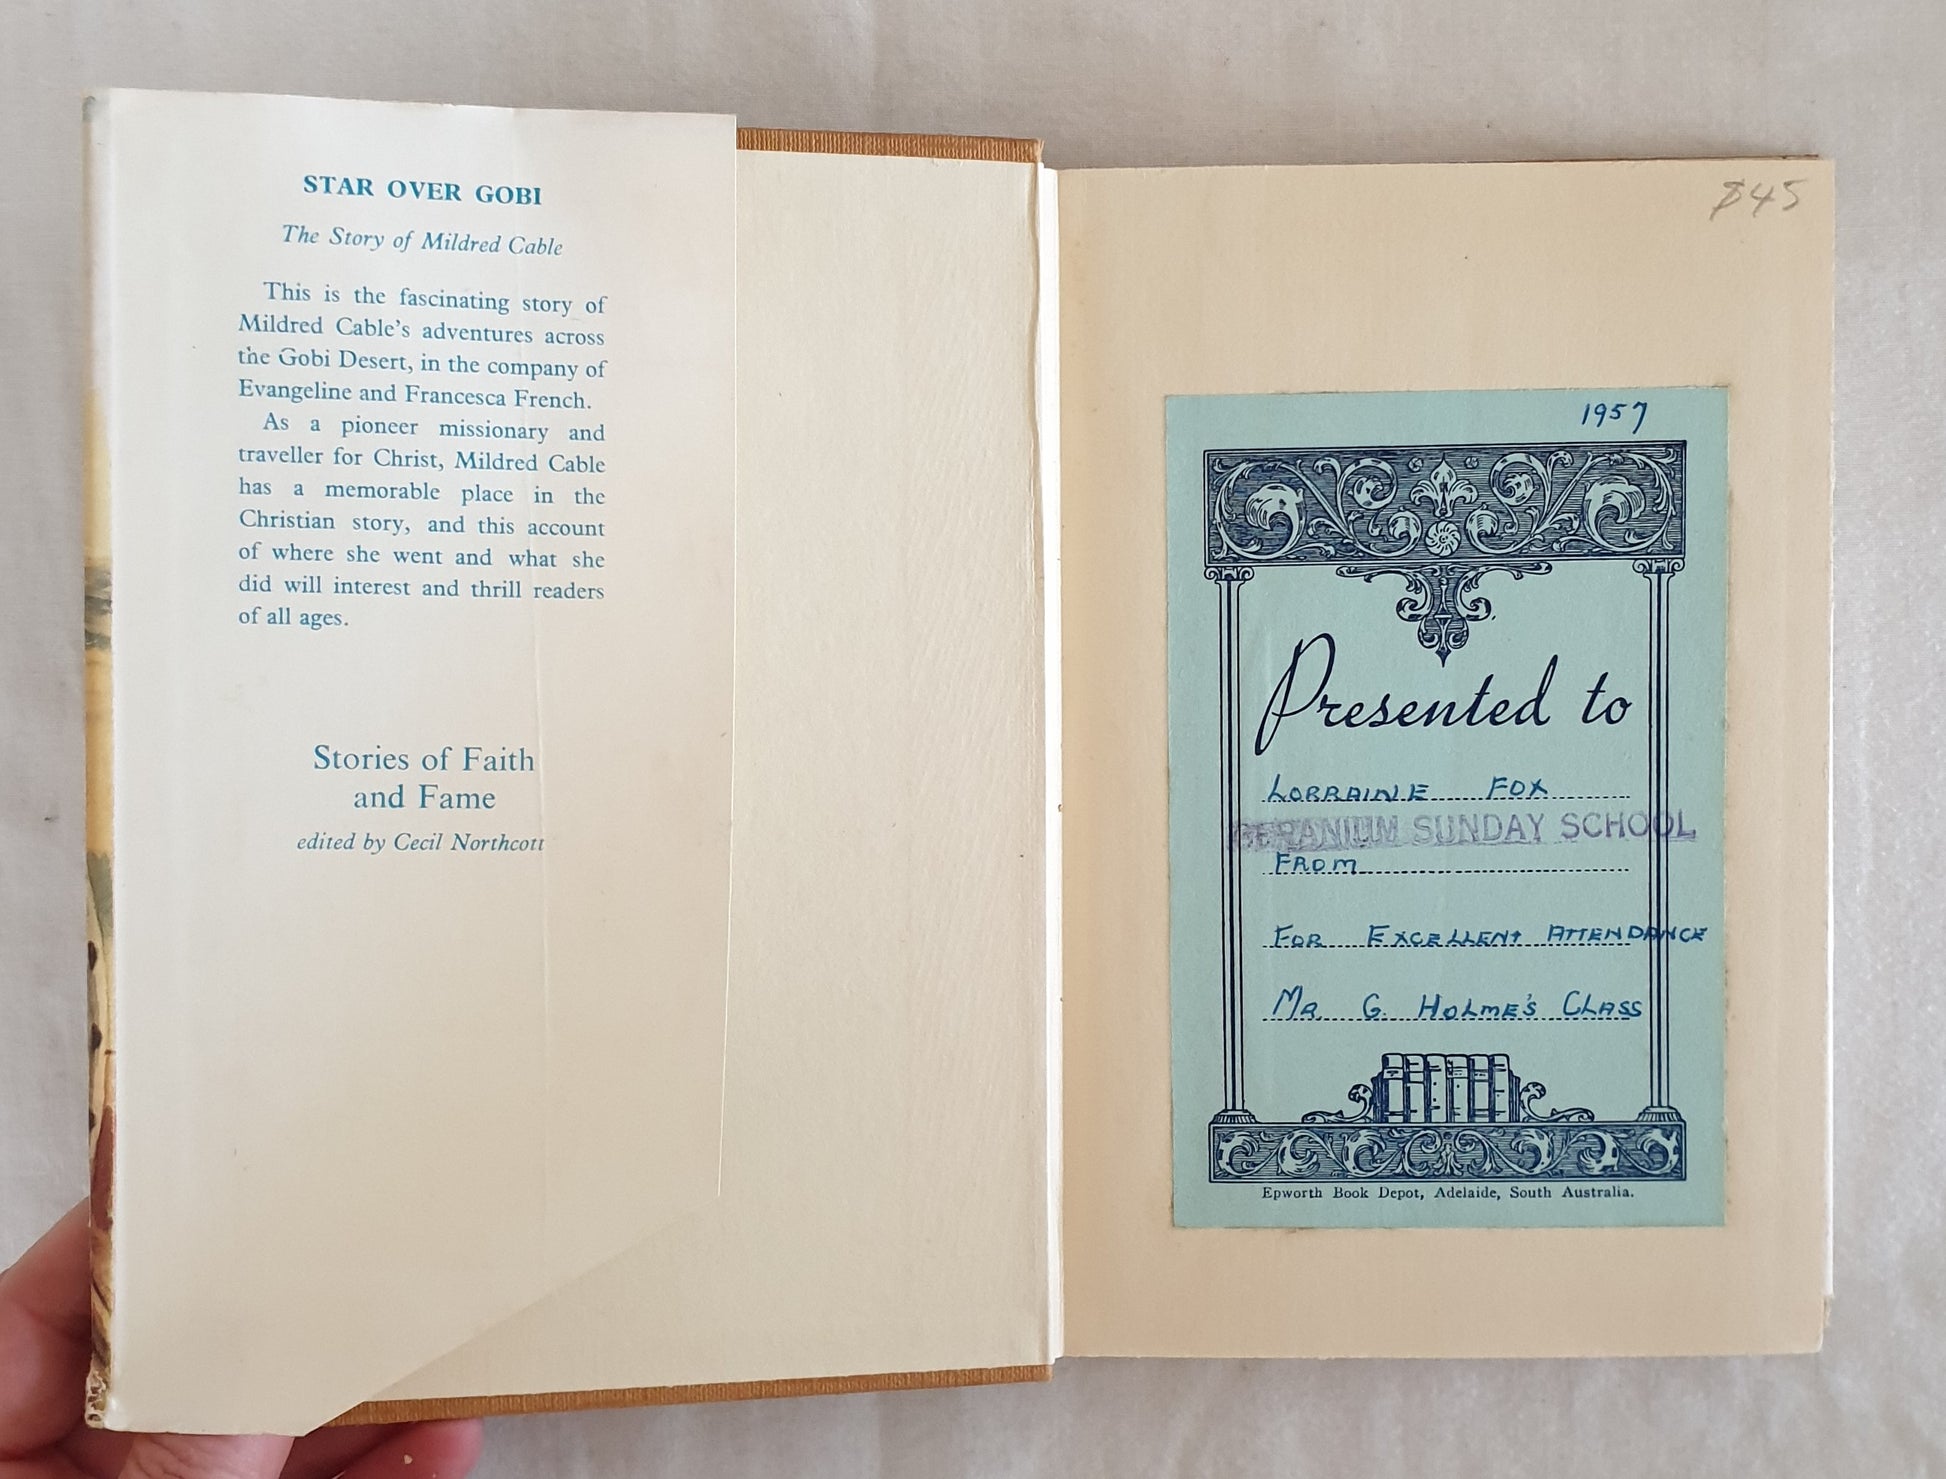 STAR OVER GOBI
The Story of Mildred Cable
This is the fascinating story of
Mildred Cable's adventures across
the Gobi Desert, in the company of
Evangeline and Francesca French.
As a pioneer missionary and
traveller for Christ, Mildred Cable
has a memorable place in the
Christian story, and this account
of where she went and what she
did will interest and thrill readers
of all ages.
Stories of Faith
and Fame
edited by Cecil Northcott
$45
1957
Presented to
LORRAINE FOX
GERANIUM SUNDAY SCHOOL
FROM
FOR EXCELLENT ATTENDANCE
MR G. HOLME'S CLASS
Epworth Book Depot, Adelaide, South Australia.